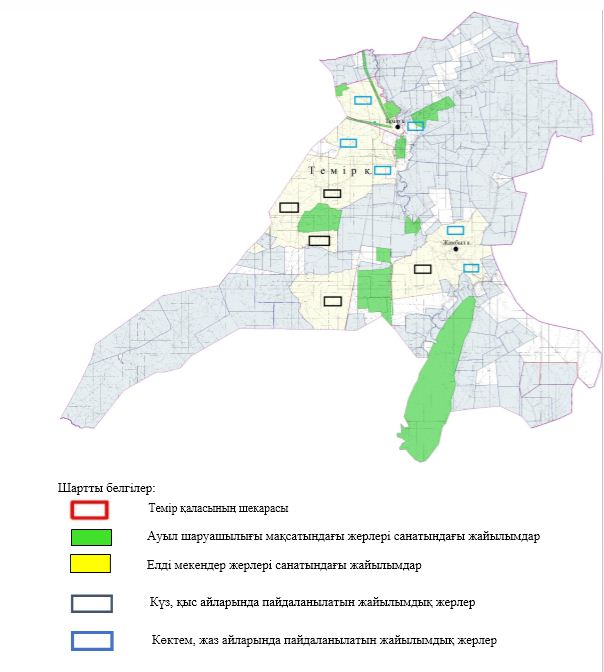 Темір қ.
Темір қ.
Жамбыл а.
Шартты белгілер:
Темір қаласының шекарасы
Ауыл шаруашылығы мақсатындағы жерлері санатындағы жайылымдар
Елді мекендер жерлері санатындағы жайылымдар
Күз, қыс айларында пайдаланылатын жайылымдық жерлер
Көктем, жаз айларында пайдаланылатын жайылымдық жерлер